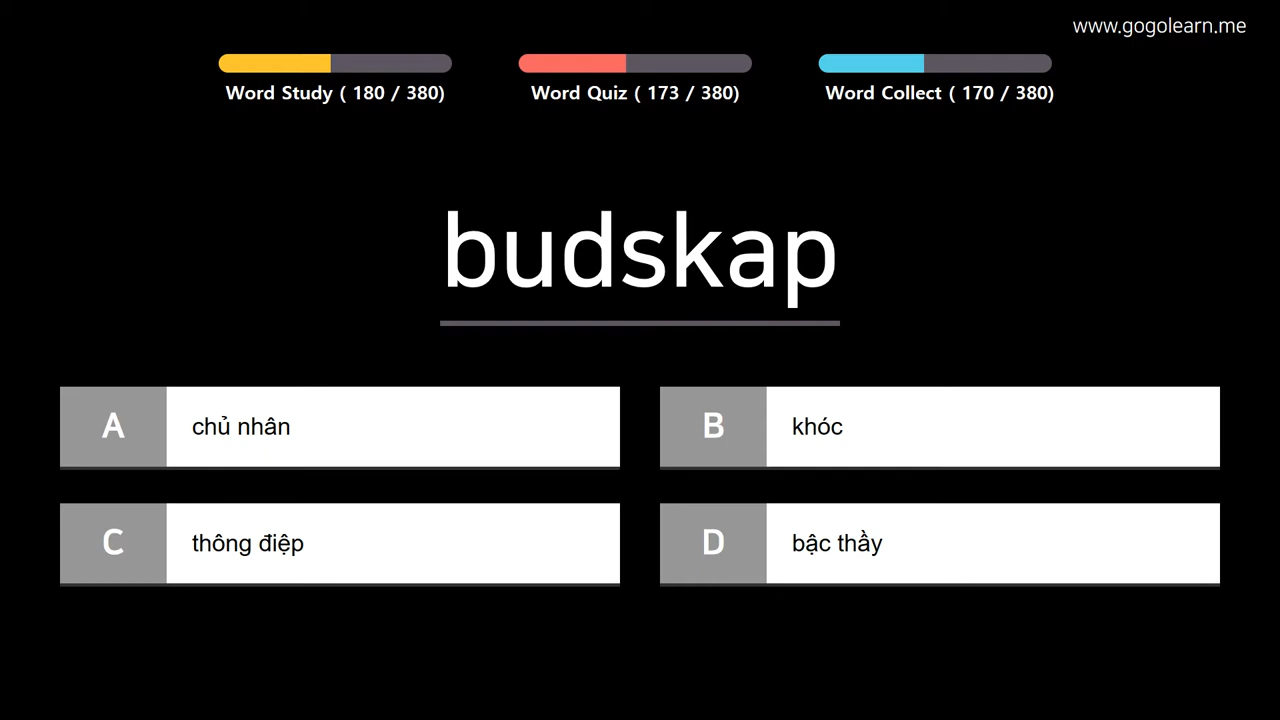 www.gogolearn.me
Word Study ( 180 / 380)
Word Quiz ( 173 / 380)
Word Collect ( 170 / 380)
budskap
A chủ nhân
B khóc
C thông điệp
D bậc thầy